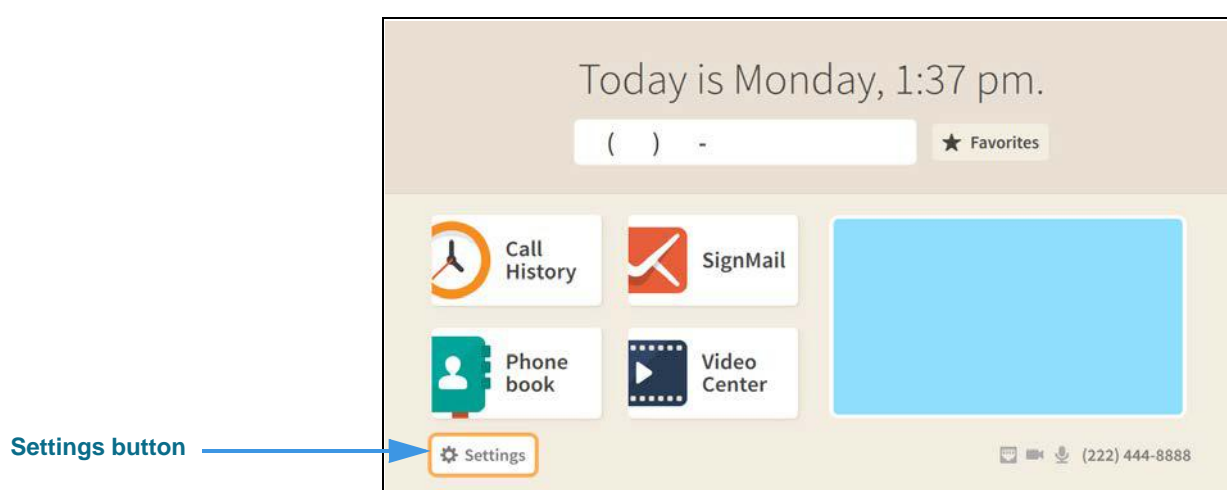 Today is Monday, 1:37 pm.
( ) -
Favorites
Call
History
SignMail
Phone
book
Video
Center
Settings button
Settings
(222) 444-8888